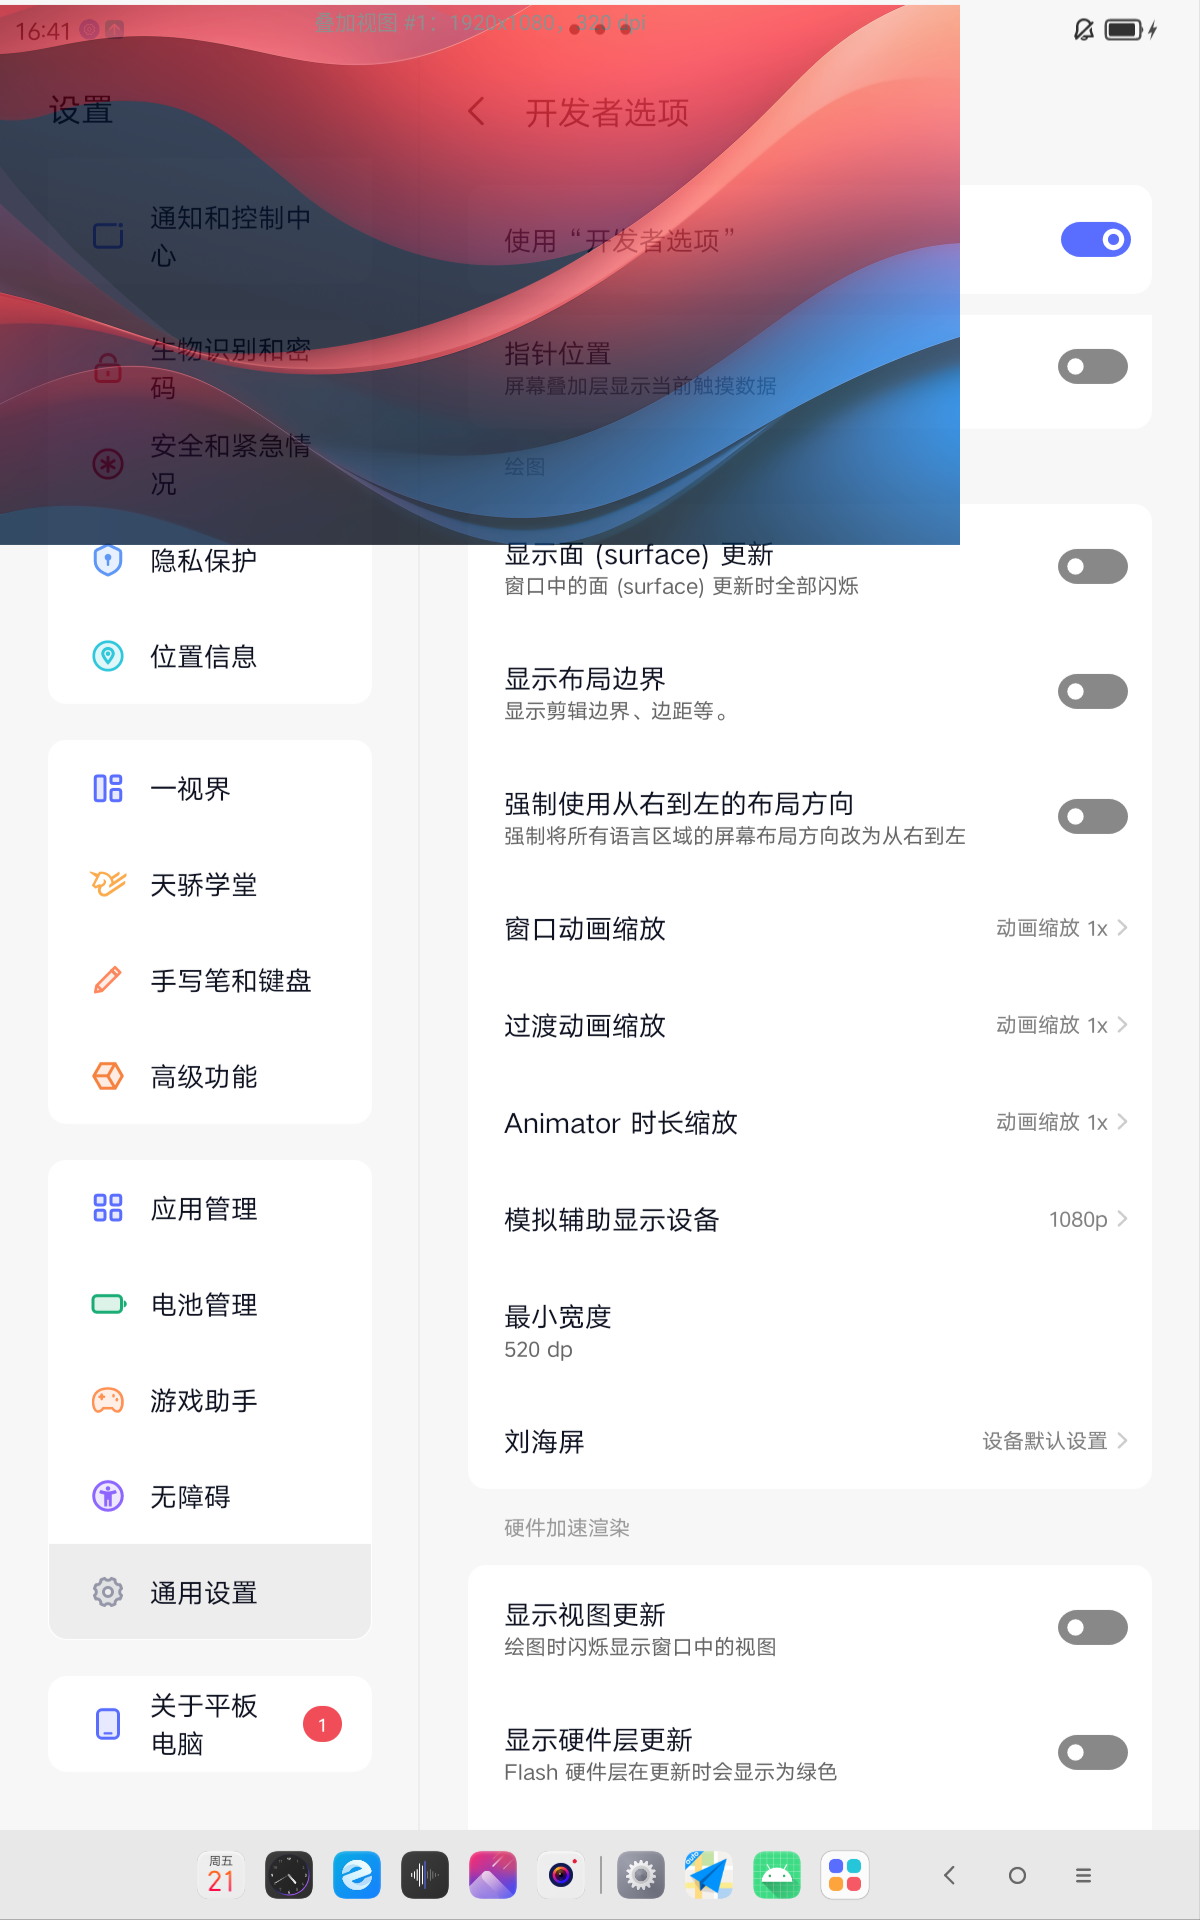 16:41
叠加视图 #1：1920x1080，320 dpi
设置
通知和控制中
心
生物识别和密
码
安全和紧急情
况
隐私保护
位置信息
一视界
天骄学堂
手写笔和键盘
高级功能
应用管理
电池管理
游戏助手
无障碍
通用设置
关于平板
电脑
1
开发者选项
使用“开发者选项”
指针位置
屏幕叠加层显示当前触摸数据
绘图
显示面 (surface) 更新
窗口中的面 (surface) 更新时全部闪烁
显示布局边界
显示剪辑边界、边距等。
强制使用从右到左的布局方向
强制将所有语言区域的屏幕布局方向改为从右到左
窗口动画缩放 动画缩放 1x
过渡动画缩放 动画缩放 1x
Animator 时长缩放 动画缩放 1x
模拟辅助显示设备 1080p
最小宽度
520 dp
刘海屏 设备默认设置
硬件加速渲染
显示视图更新
绘图时闪烁显示窗口中的视图
显示硬件层更新
Flash 硬件层在更新时会显示为绿色
周五
21
auto